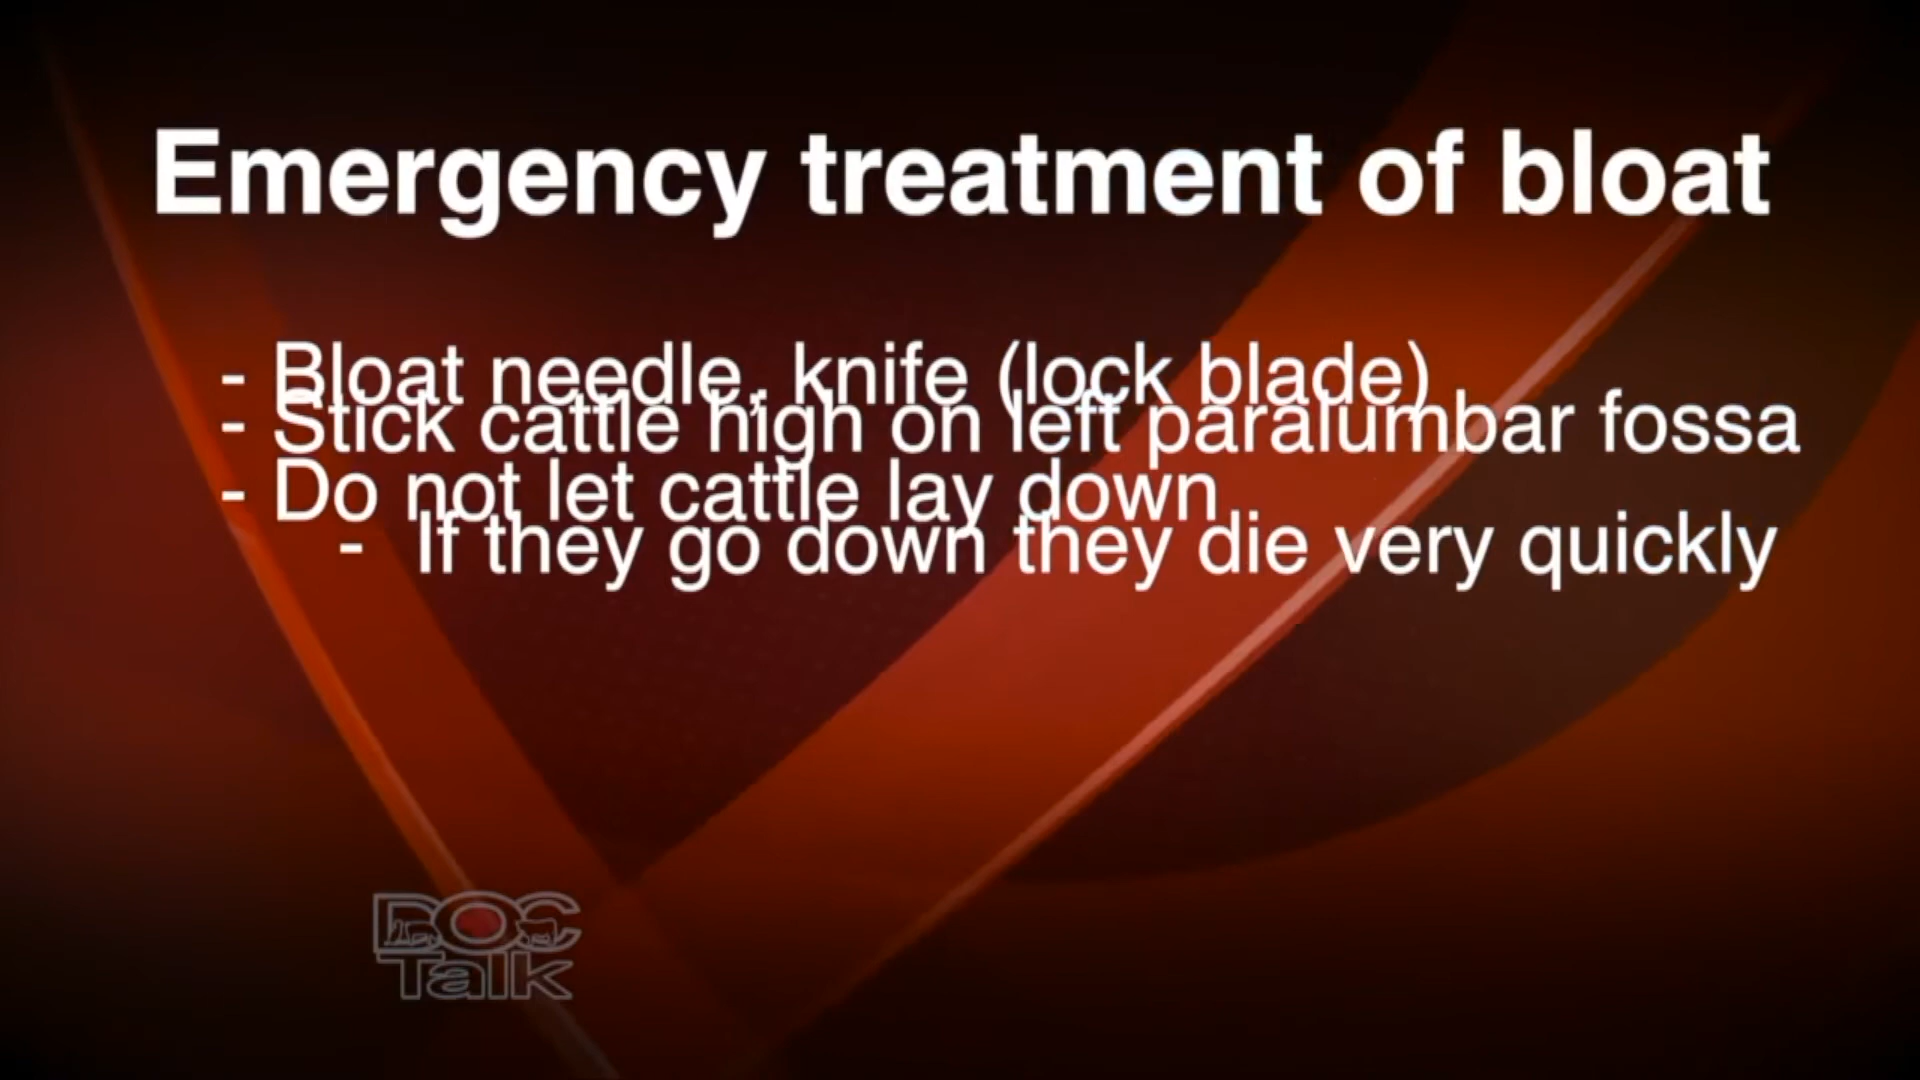 Emergency treatment of bloat
- Bloat needle, knife (lock blade)
- Stick cattle high on left paralumbar fossa
- Do not let cattle lay down
- If they go down they die very quickly
DOC
Talk